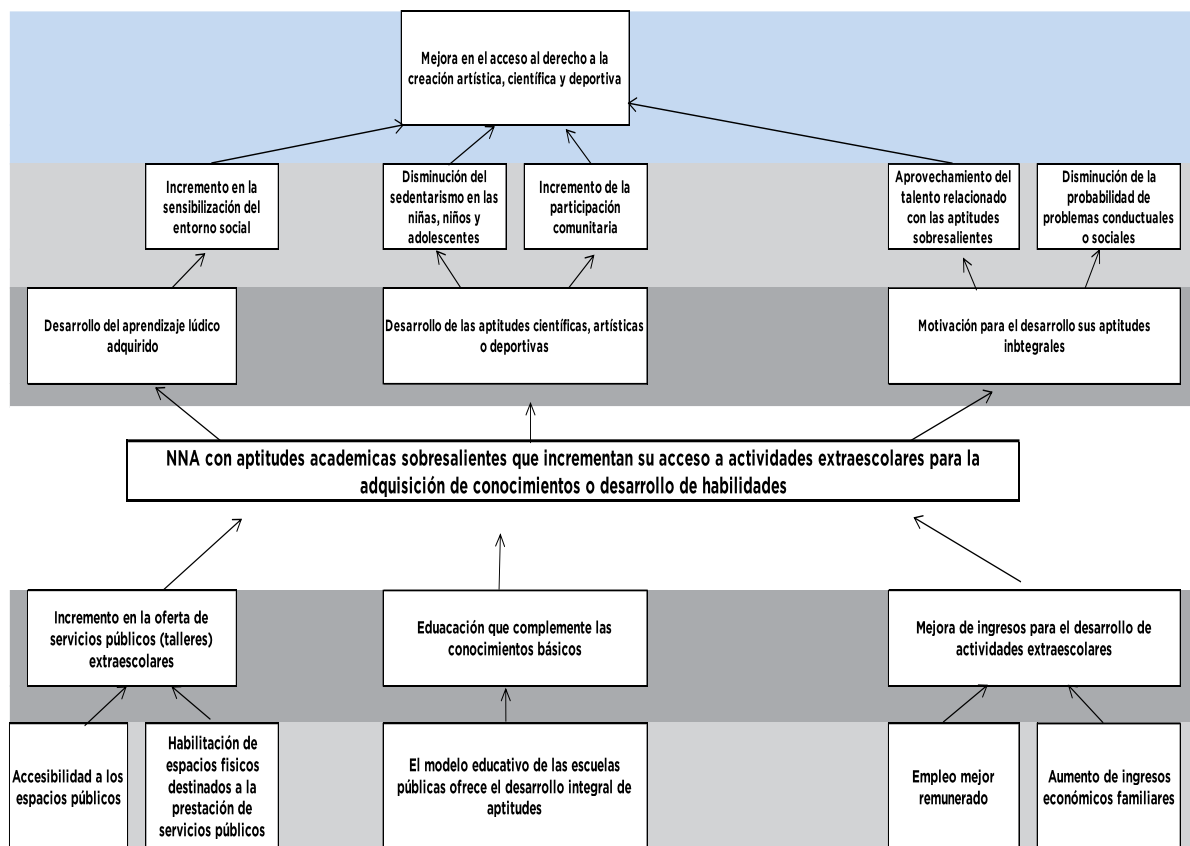 Mejora en el acceso al derecho a la
creación artística, científica y deportiva
Incremento en la
sensibilización del
entorno social
Disminución del
sedentarismo en las
niñas, niños y
adolescentes
Incremento de la
participación
comunitaria
Aprovechamiento del
talento relacionado
con las aptitudes
sobresalientes
Disminución de la
probabilidad de
problemas conductuales
o sociales
Desarrollo del aprendizaje lúdico
adquirido
Desarrollo de las aptitudes científicas, artísticas
o deportivas
Motivación para el desarrollo sus aptitudes
inbtegrales
NNA con aptitudes academicas sobresalientes que incrementan su acceso a actividades extraescolares para la
adquisición de conocimientos o desarrollo de habilidades
Incremento en la oferta de
servicios públicos (talleres)
extraescolares
Eduacación que complemente las
conocimientos básicos
Mejora de ingresos para el desarrollo de
actividades extraescolares
Accesibilidad a los
espacios públicos
Habilitación de
espacios fisicos
destinados a la
prestación de
servicios públicos
El modelo educativo de las escuelas
públicas ofrece el desarrollo integral de
aptitudes
Empleo mejor
remunerado
Aumento de ingresos
económicos familiares